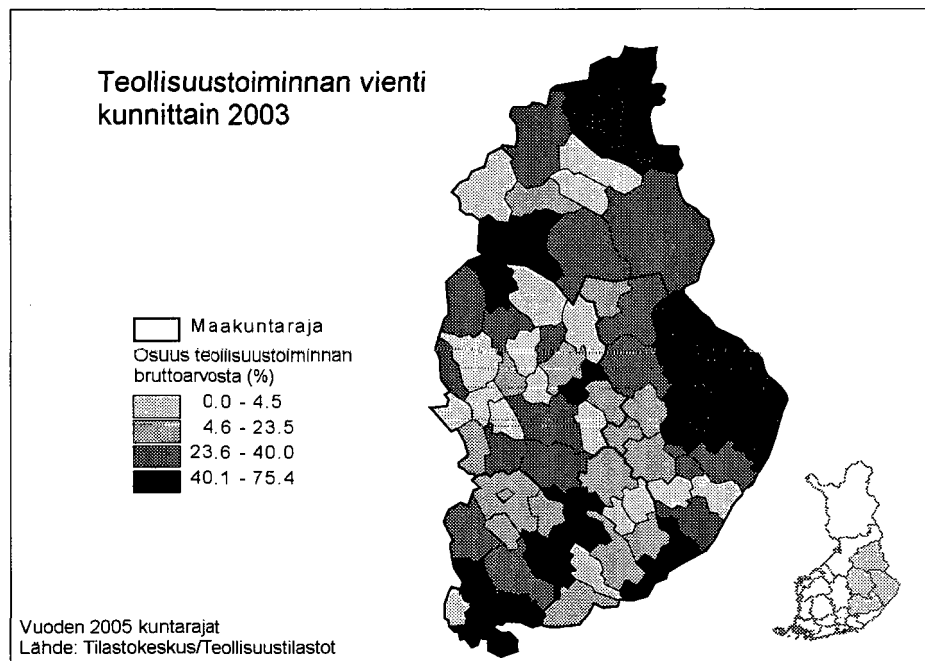 Teollisuustoiminnan vienti
kunnittain 2003
Maakuntaraja
Osuus teollisuustoiminnan
bruttoarvosta (%)
0.0 - 4.5
4.6 - 23.5
23.6 - 40.0
40.1 - 75.4
Vuoden 2005 kuntarajat
Lähde: Tilastokeskus/Teollisuustilastot